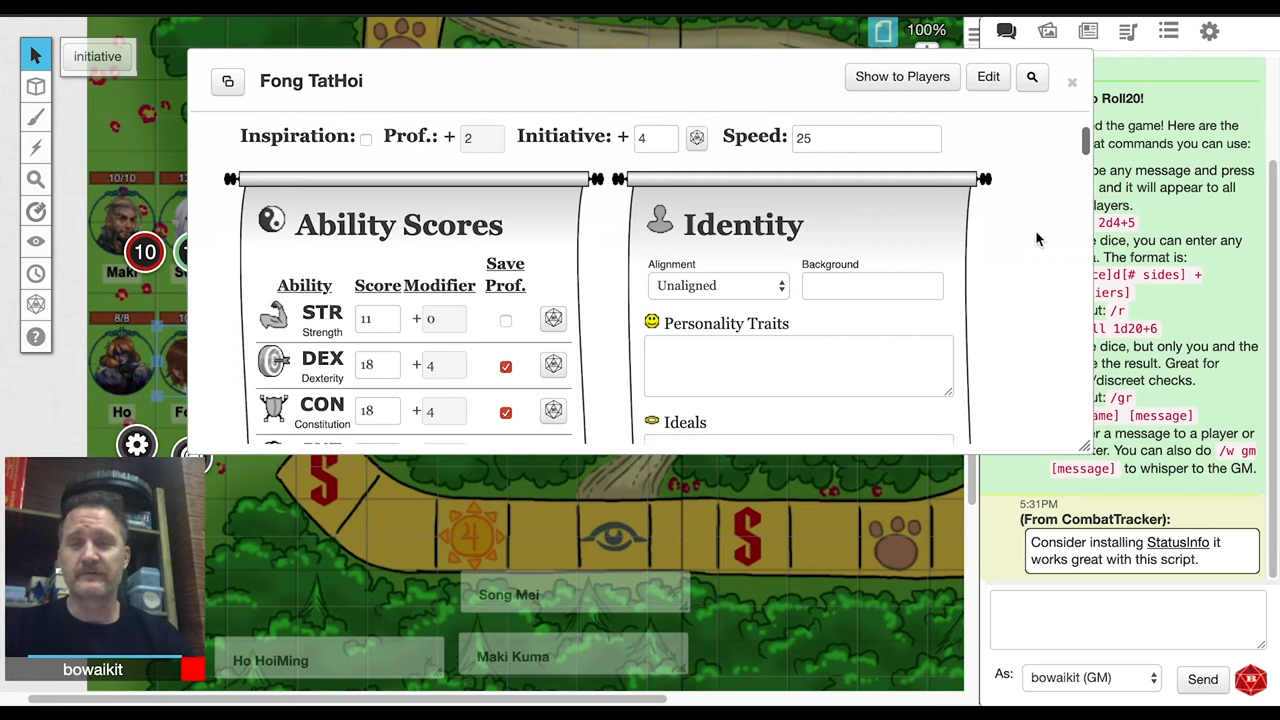 initiative
100%
Fong TatHoi
Show to Players
Edit
Inspiration:
Prof.: +
2
Initiative: +
4
Speed:
25
Ability Scores
Ability
Score
Modifier
Save
Prof.
STR
Strength
11
+ 0
DEX
Dexterity
18
+ 4
CON
Constitution
18
+ 4
Identity
Alignment
Background
Unaligned
Personality Traits
Ideals
10/10
10
Maki
8/8
Ho
S
S
Song Mei
Ho HoiMing
Maki Kuma
bowaikit
o Roll20!
ed the game! Here are the
at commands you can use:
be any message and press
and it will appear to all
layers.
2d4+5
e dice, you can enter any
a. The format is:
ce]d[# sides] +
iers]
out: /r
ll 1d20+6
e dice, but only you and the
e the result. Great for
/discreet checks.
out: /gr
ame] [message]
er a message to a player or
ter. You can also do /w gm
[message] to whisper to the GM.
5:31PM
(From CombatTracker):
Consider installing StatusInfo it
works great with this script.
As:
bowaikit (GM)
Send